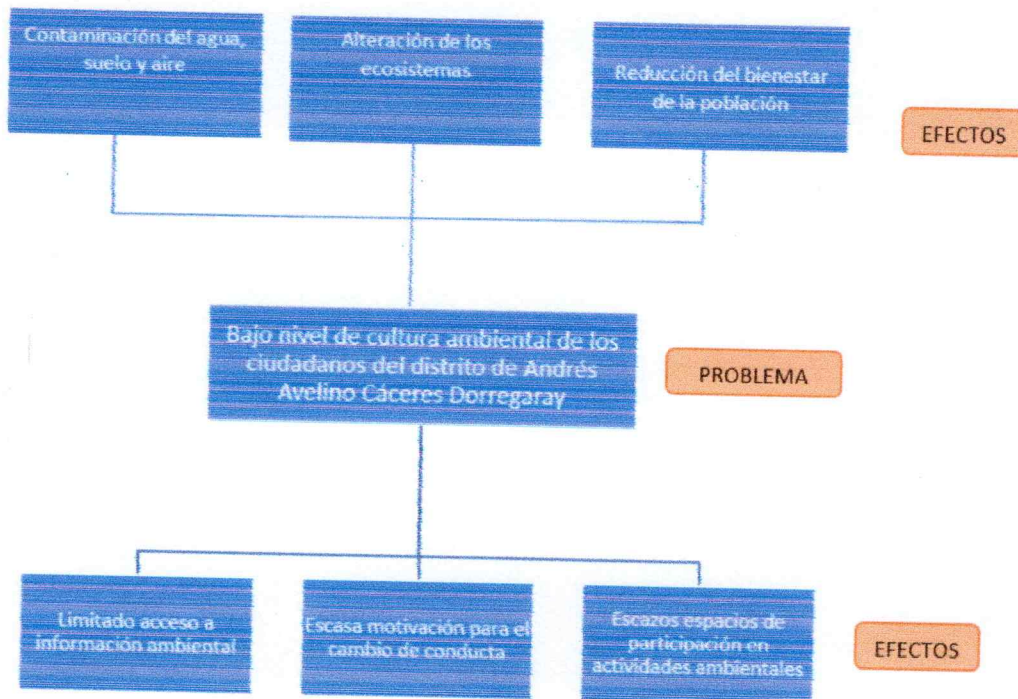 Contaminación del agua,
suelo y aire
Alteración de los
ecosistemas
Reducción del bienestar
de la población
EFECTOS
Bajo nivel de cultura ambiental de los
ciudadanos del distrito de Andrés
Avelino Cáceres Dorregaray
PROBLEMA
Limitado acceso a
información ambiental
Escasa motivación para el
cambio de conducta
Escazos espacios de
participación en
actividades ambientales
EFECTOS